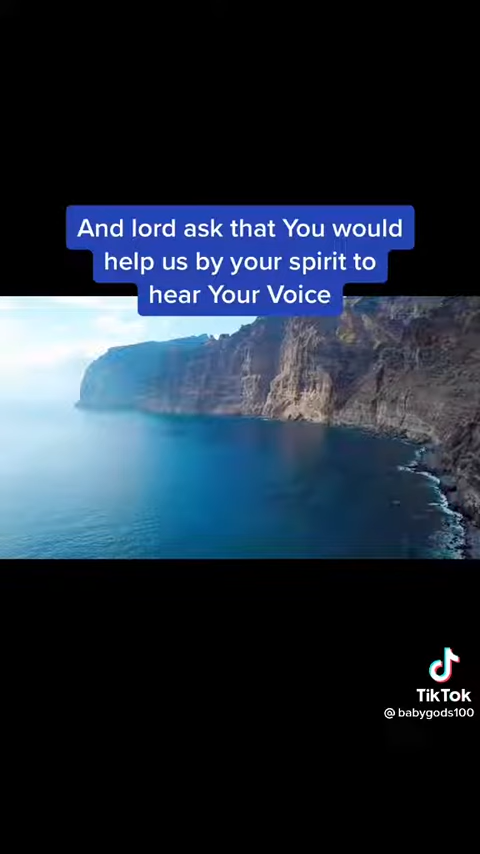 And lord ask that You would
help us by your spirit to
hear Your Voice
TikTok
@ babygods100